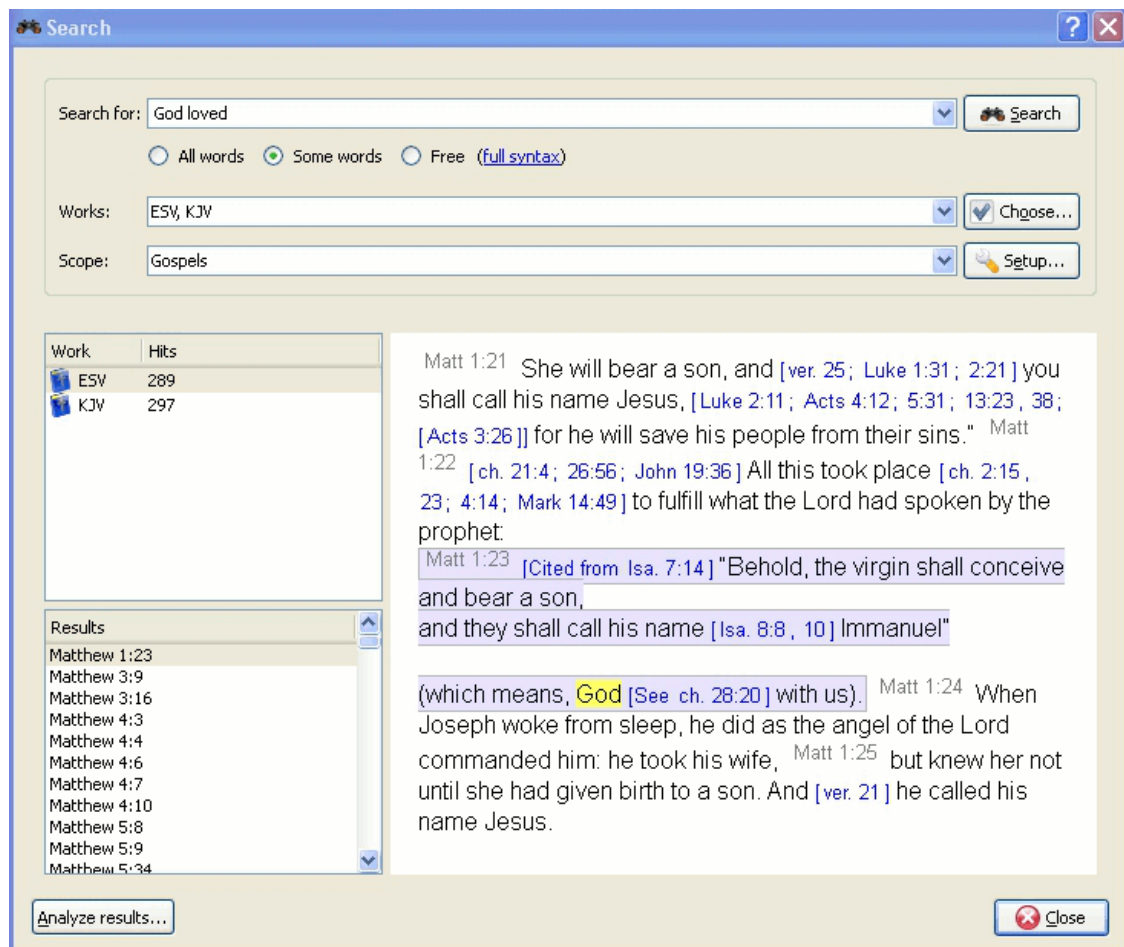 Search
Search for: God loved Search
All words Some words Free (full syntax)
Works: ESV, KJV Choose...
Scope: Gospels Setup...
Work Hits
ESV 289
KJV 297
Results
Matthew 1:23
Matthew 3:9
Matthew 3:16
Matthew 4:3
Matthew 4:4
Matthew 4:6
Matthew 4:7
Matthew 4:10
Matthew 5:8
Matthew 5:9
Matthew 5:34
Matt 1:21 She will bear a son, and [ver. 25; Luke 1:31; 2:21] you
shall call his name Jesus, [Luke 2:11; Acts 4:12; 5:31; 13:23, 38;
[Acts 3:26]] for he will save his people from their sins." Matt
1:22 [ch. 21:4; 26:56; John 19:36] All this took place [ch. 2:15,
23; 4:14; Mark 14:49] to fulfill what the Lord had spoken by the
prophet:
Matt 1:23 [Cited from Isa. 7:14] "Behold, the virgin shall conceive
and bear a son,
and they shall call his name [Isa. 8:8, 10] Immanuel"
(which means, God [See ch. 28:20] with us). Matt 1:24 When
Joseph woke from sleep, he did as the angel of the Lord
commanded him: he took his wife, Matt 1:25 but knew her not
until she had given birth to a son. And [ver. 21] he called his
name Jesus.
Analyze results... Close